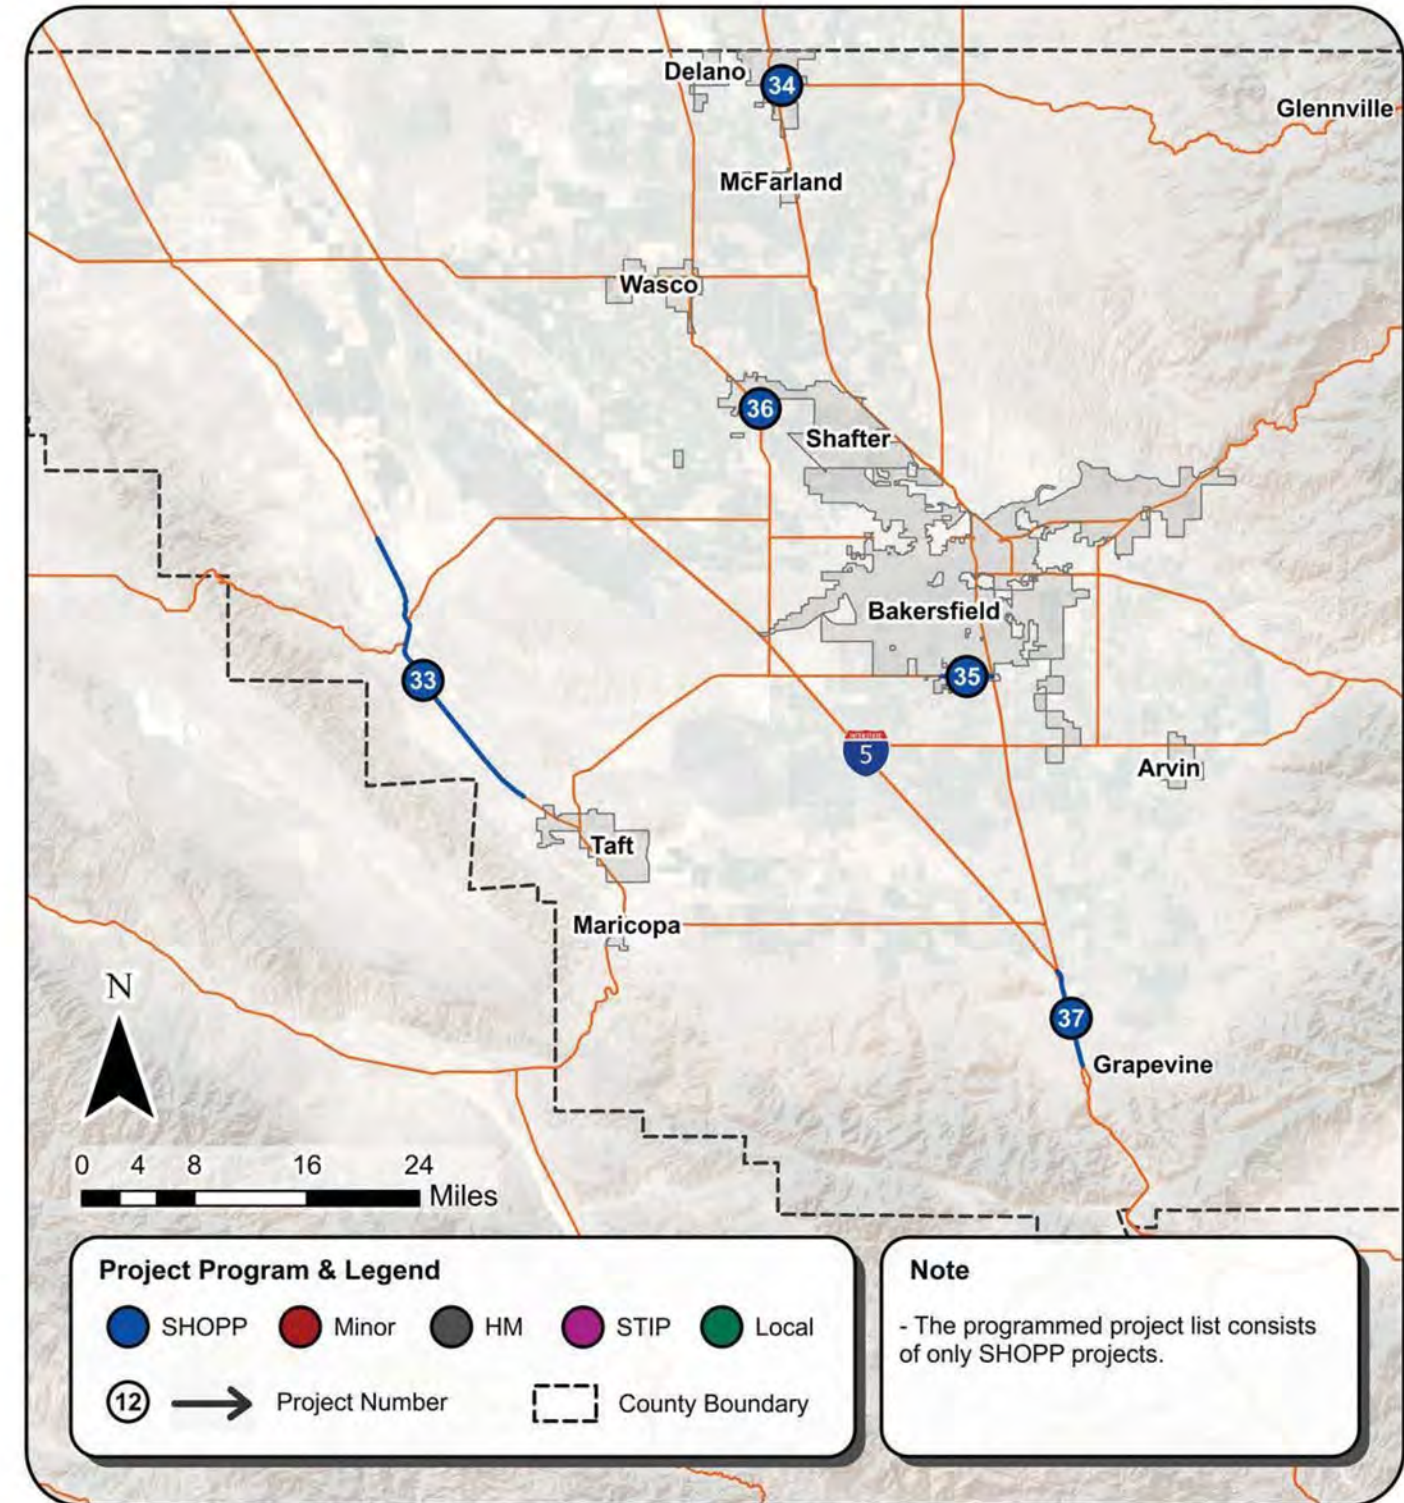 Delano
34
Glennville
McFarland
Wasco
36
Shafter
Bakersfield
33
35
INTERSTATE
5
Arvin
Taft
Maricopa
N
37
Grapevine
0 4 8 16 24
Miles
Project Program & Legend
SHOPP Minor HM STIP Local
12 Project Number County Boundary
Note
- The programmed project list consists
of only SHOPP projects.